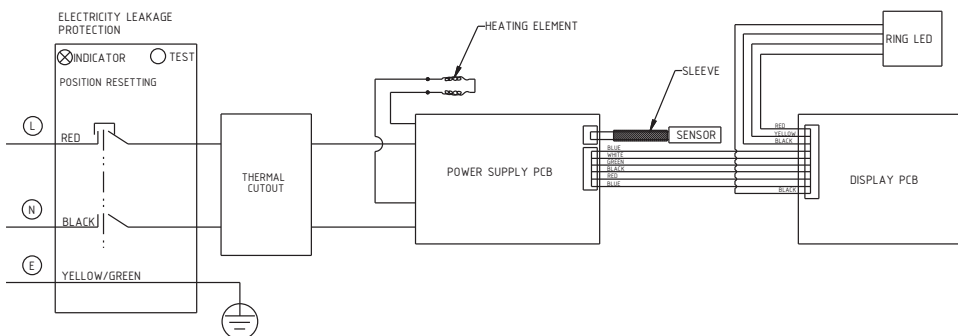 ELECTRICITY LEAKAGE
PROTECTION
INDICATOR
TEST
POSITION RESETTING
L
RED
N
BLACK
E
YELLOW/GREEN
THERMAL
CUTOUT
HEATING ELEMENT
POWER SUPPLY PCB
SLEEVE
SENSOR
BLUE
WHITE
GREEN
BLACK
RED
BLUE
RING LED
RED
YELLOW
BLACK
BLACK
DISPLAY PCB